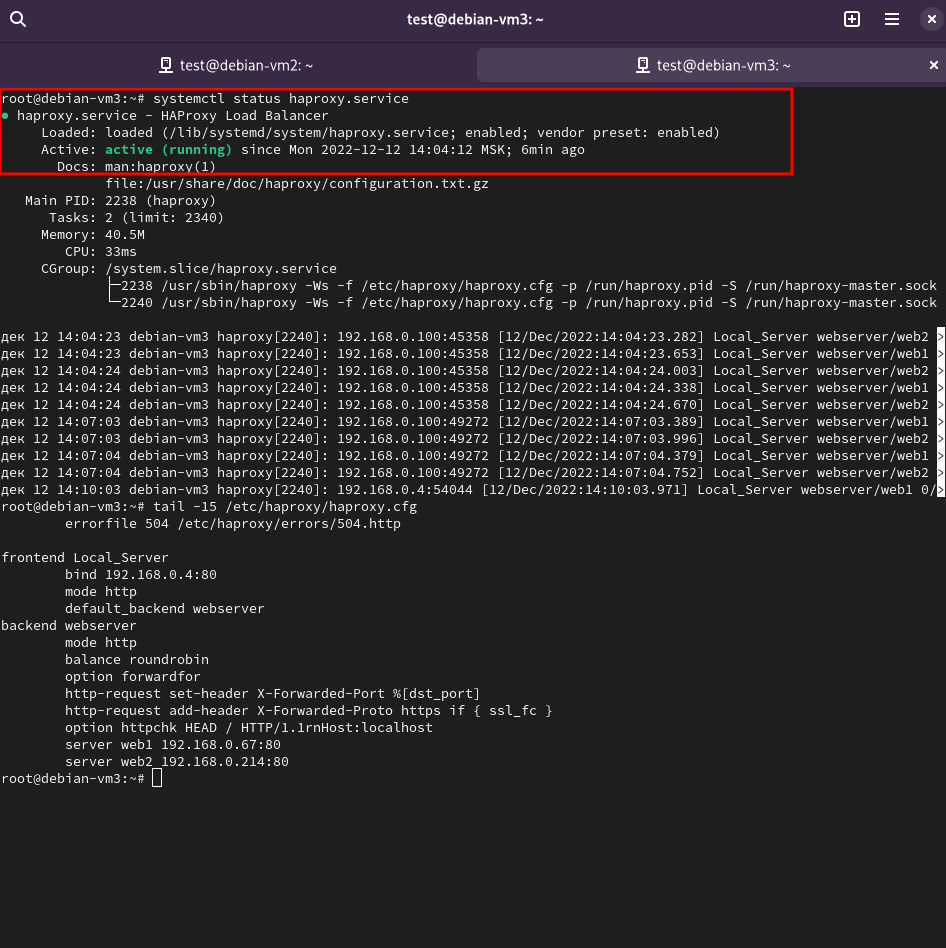 test@debian-vm3: ~
test@debian-vm2: ~
test@debian-vm3: ~
root@debian-vm3:~# systemctl status haproxy.service
● haproxy.service - HAProxy Load Balancer
     Loaded: loaded (/lib/systemd/system/haproxy.service; enabled; vendor preset: enabled)
     Active: active (running) since Mon 2022-12-12 14:04:12 MSK; 6min ago
       Docs: man:haproxy(1)
             file:/usr/share/doc/haproxy/configuration.txt.gz
   Main PID: 2238 (haproxy)
      Tasks: 2 (limit: 2340)
     Memory: 40.5M
        CPU: 33ms
     CGroup: /system.slice/haproxy.service
             ├─2238 /usr/sbin/haproxy -Ws -f /etc/haproxy/haproxy.cfg -p /run/haproxy.pid -S /run/haproxy-master.sock
             └─2240 /usr/sbin/haproxy -Ws -f /etc/haproxy/haproxy.cfg -p /run/haproxy.pid -S /run/haproxy-master.sock
дек 12 14:04:23 debian-vm3 haproxy[2240]: 192.168.0.100:45358 [12/Dec/2022:14:04:23.282] Local_Server webserver/web2 >
дек 12 14:04:23 debian-vm3 haproxy[2240]: 192.168.0.100:45358 [12/Dec/2022:14:04:23.653] Local_Server webserver/web1 >
дек 12 14:04:24 debian-vm3 haproxy[2240]: 192.168.0.100:45358 [12/Dec/2022:14:04:24.003] Local_Server webserver/web2 >
дек 12 14:04:24 debian-vm3 haproxy[2240]: 192.168.0.100:45358 [12/Dec/2022:14:04:24.338] Local_Server webserver/web1 >
дек 12 14:04:24 debian-vm3 haproxy[2240]: 192.168.0.100:45358 [12/Dec/2022:14:04:24.670] Local_Server webserver/web2 >
дек 12 14:07:03 debian-vm3 haproxy[2240]: 192.168.0.100:49272 [12/Dec/2022:14:07:03.389] Local_Server webserver/web1 >
дек 12 14:07:03 debian-vm3 haproxy[2240]: 192.168.0.100:49272 [12/Dec/2022:14:07:03.996] Local_Server webserver/web2 >
дек 12 14:07:04 debian-vm3 haproxy[2240]: 192.168.0.100:49272 [12/Dec/2022:14:07:04.379] Local_Server webserver/web1 >
дек 12 14:07:04 debian-vm3 haproxy[2240]: 192.168.0.100:49272 [12/Dec/2022:14:07:04.752] Local_Server webserver/web2 >
дек 12 14:10:03 debian-vm3 haproxy[2240]: 192.168.0.4:54044 [12/Dec/2022:14:10:03.971] Local_Server webserver/web1 0/>
root@debian-vm3:~# tail -15 /etc/haproxy/haproxy.cfg
        errorfile 504 /etc/haproxy/errors/504.http
frontend Local_Server
        bind 192.168.0.4:80
        mode http
        default_backend webserver
backend webserver
        mode http
        balance roundrobin
        option forwardfor
        http-request set-header X-Forwarded-Port %[dst_port]
        http-request add-header X-Forwarded-Proto https if { ssl_fc }
        option httpchk HEAD / HTTP/1.1rnHost:localhost
        server web1 192.168.0.67:80
        server web2 192.168.0.214:80
root@debian-vm3:~#